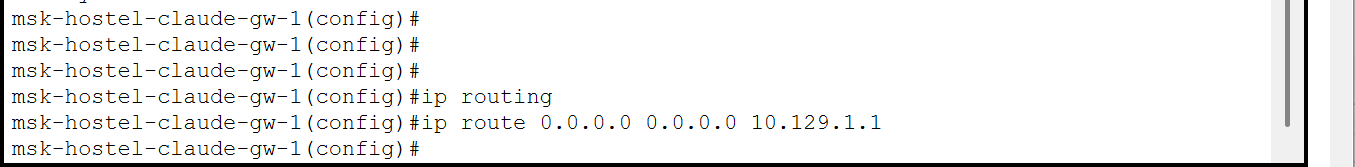 msk-hostel-claude-gw-1(config)#
msk-hostel-claude-gw-1(config)#
msk-hostel-claude-gw-1(config)#
msk-hostel-claude-gw-1(config)#ip routing
msk-hostel-claude-gw-1(config)#ip route 0.0.0.0 0.0.0.0 10.129.1.1
msk-hostel-claude-gw-1(config)#